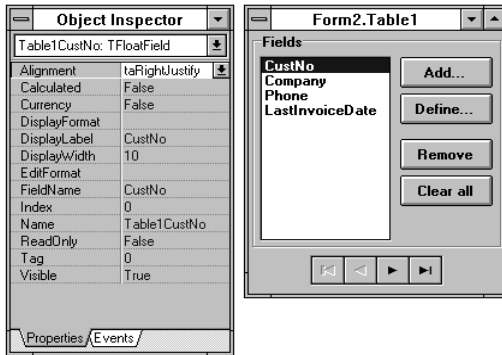 Object Inspector
Table1CustNo: TFloatField
Alignment taRightJustify
Calculated False
Currency False
DisplayFormat
DisplayLabel CustNo
DisplayWidth 10
EditFormat
FieldName CustNo
Index 0
Name Table1CustNo
ReadOnly False
Tag 0
Visible True
Properties Events
Form2.Table1
Fields
CustNo
Company
Phone
LastInvoiceDate
Add...
Define...
Remove
Clear all